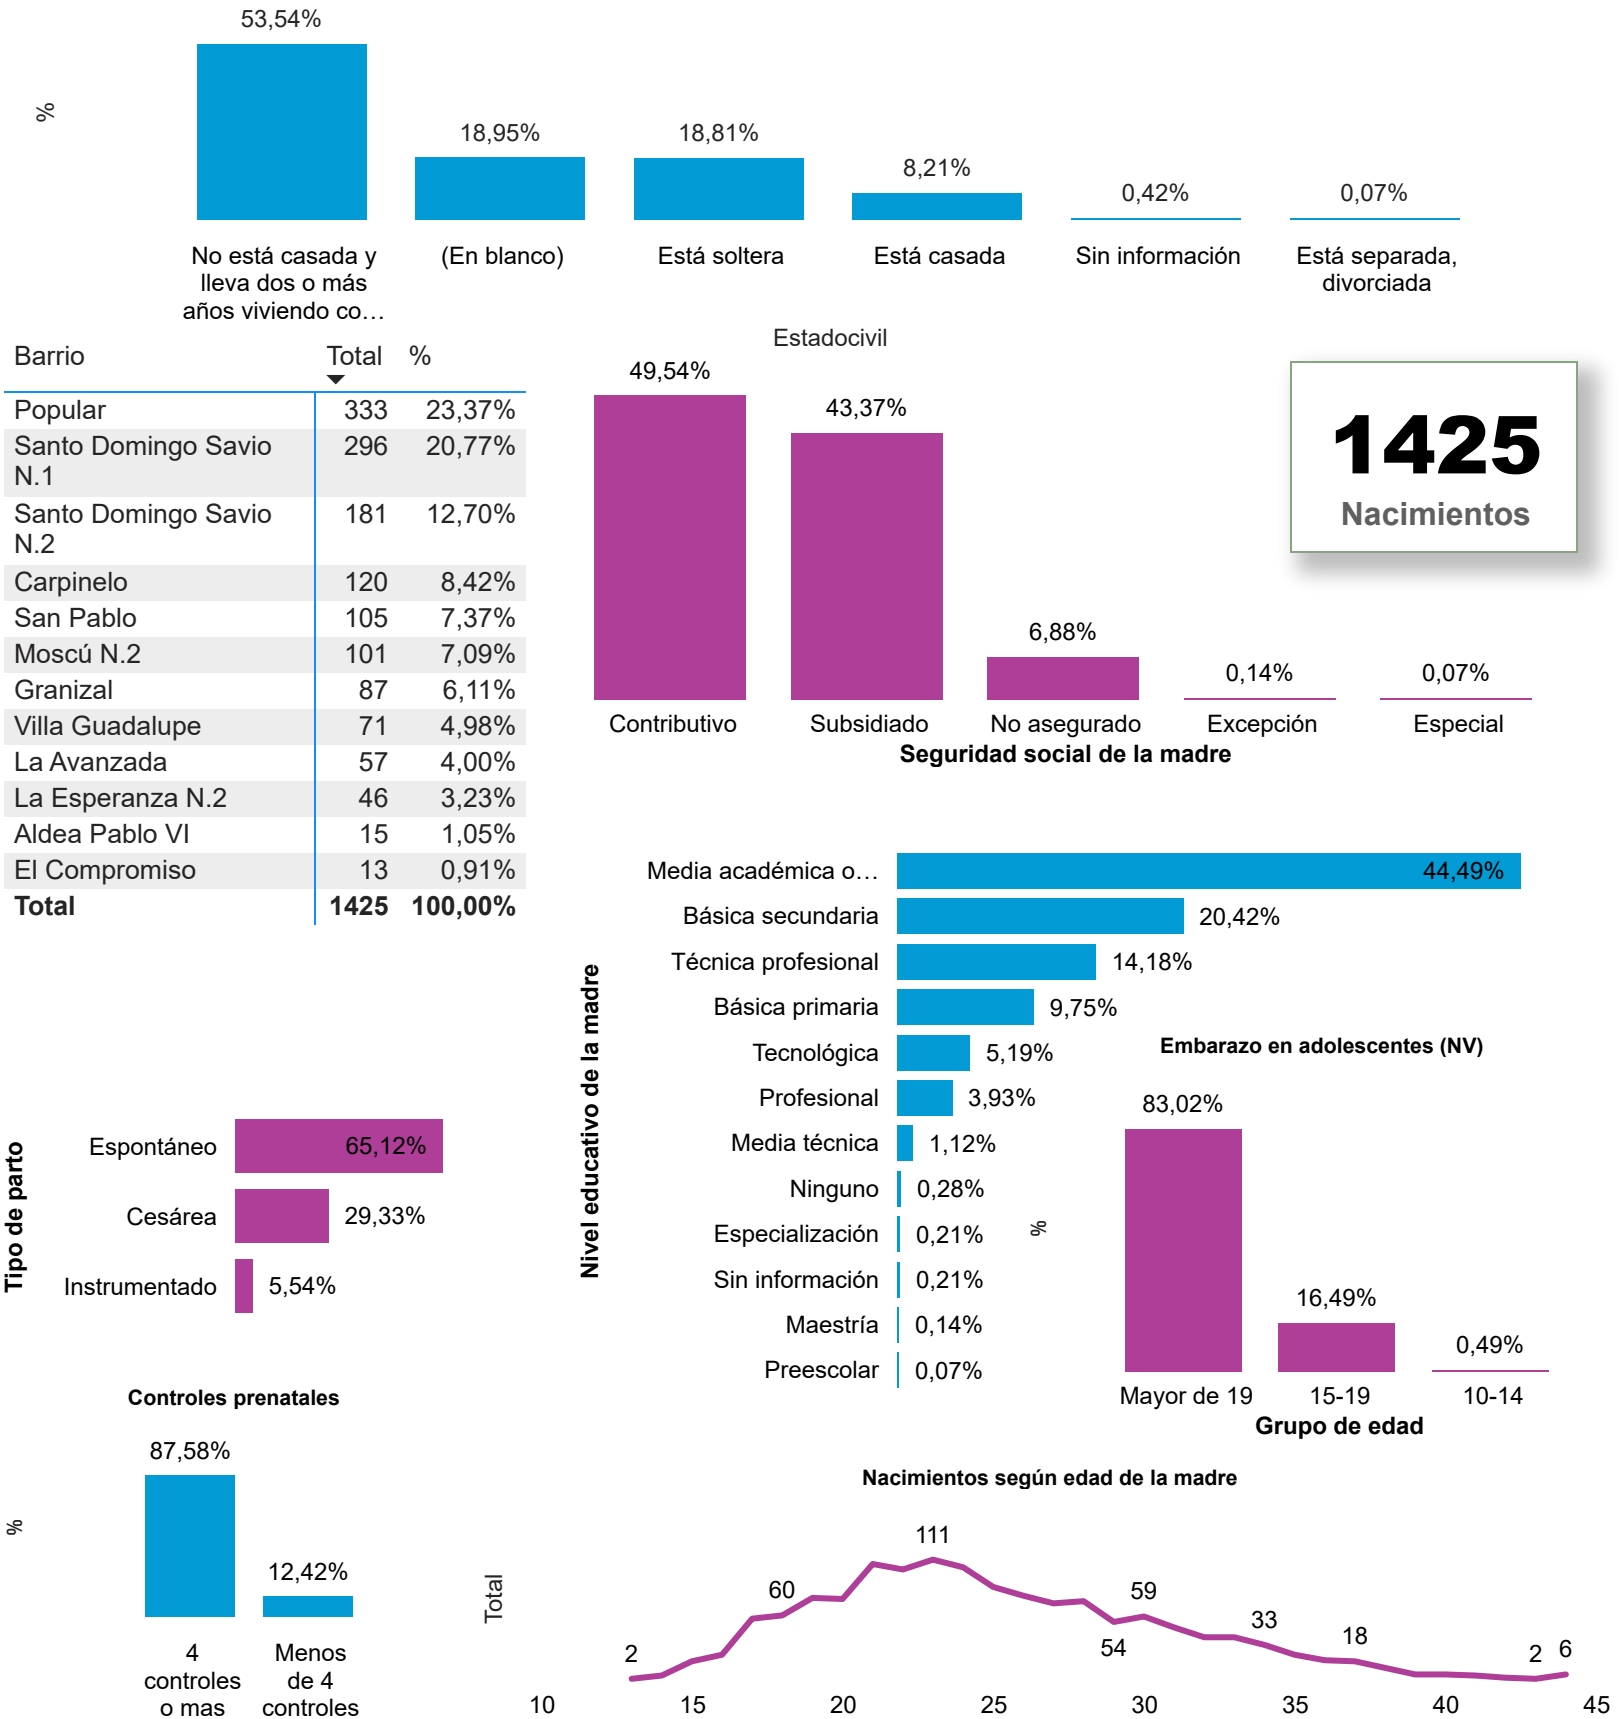 53,54%
18,95%
18,81%
8,21%
0,42%
0,07%
%
No está casada y
lleva dos o más
años viviendo co…
(En blanco)
Está soltera
Está casada
Sin información
Está separada,
divorciada
Estadocivil
Barrio Total %
Popular 333 23,37%
Santo Domingo Savio
N.1 296 20,77%
Santo Domingo Savio
N.2 181 12,70%
Carpinelo 120 8,42%
San Pablo 105 7,37%
Moscú N.2 101 7,09%
Granizal 87 6,11%
Villa Guadalupe 71 4,98%
La Avanzada 57 4,00%
La Esperanza N.2 46 3,23%
Aldea Pablo VI 15 1,05%
El Compromiso 13 0,91%
Total 1425 100,00%
49,54%
43,37%
6,88%
0,14%
0,07%
Contributivo Subsidiado No asegurado Excepción Especial
Seguridad social de la madre
1425
Nacimientos
Nivel educativo de la madre
Media académica o… 44,49%
Básica secundaria 20,42%
Técnica profesional 14,18%
Básica primaria 9,75%
Tecnológica 5,19%
Profesional 3,93%
Media técnica 1,12%
Ninguno 0,28%
Especialización 0,21%
Sin información 0,21%
Maestría 0,14%
Preescolar 0,07%
Embarazo en adolescentes (NV)
%
83,02%
16,49%
0,49%
Mayor de 19 15-19 10-14
Grupo de edad
Tipo de parto
Espontáneo 65,12%
Cesárea 29,33%
Instrumentado 5,54%
Controles prenatales
%
87,58%
12,42%
4
controles
o mas
Menos
de 4
controles
Nacimientos según edad de la madre
Total
2
60
111
54
59
33
18
2
6
10 15 20 25 30 35 40 45